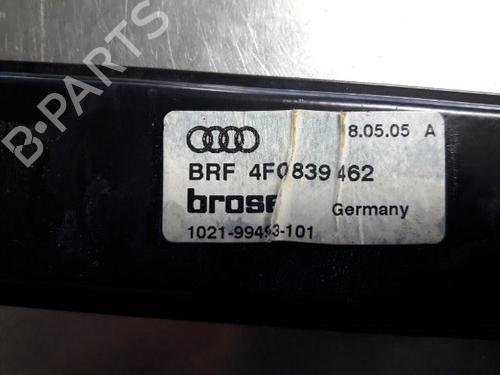 B-PARTS
8.05.05 A
BRF 4F0839462
brose Germany
1021-99493-101